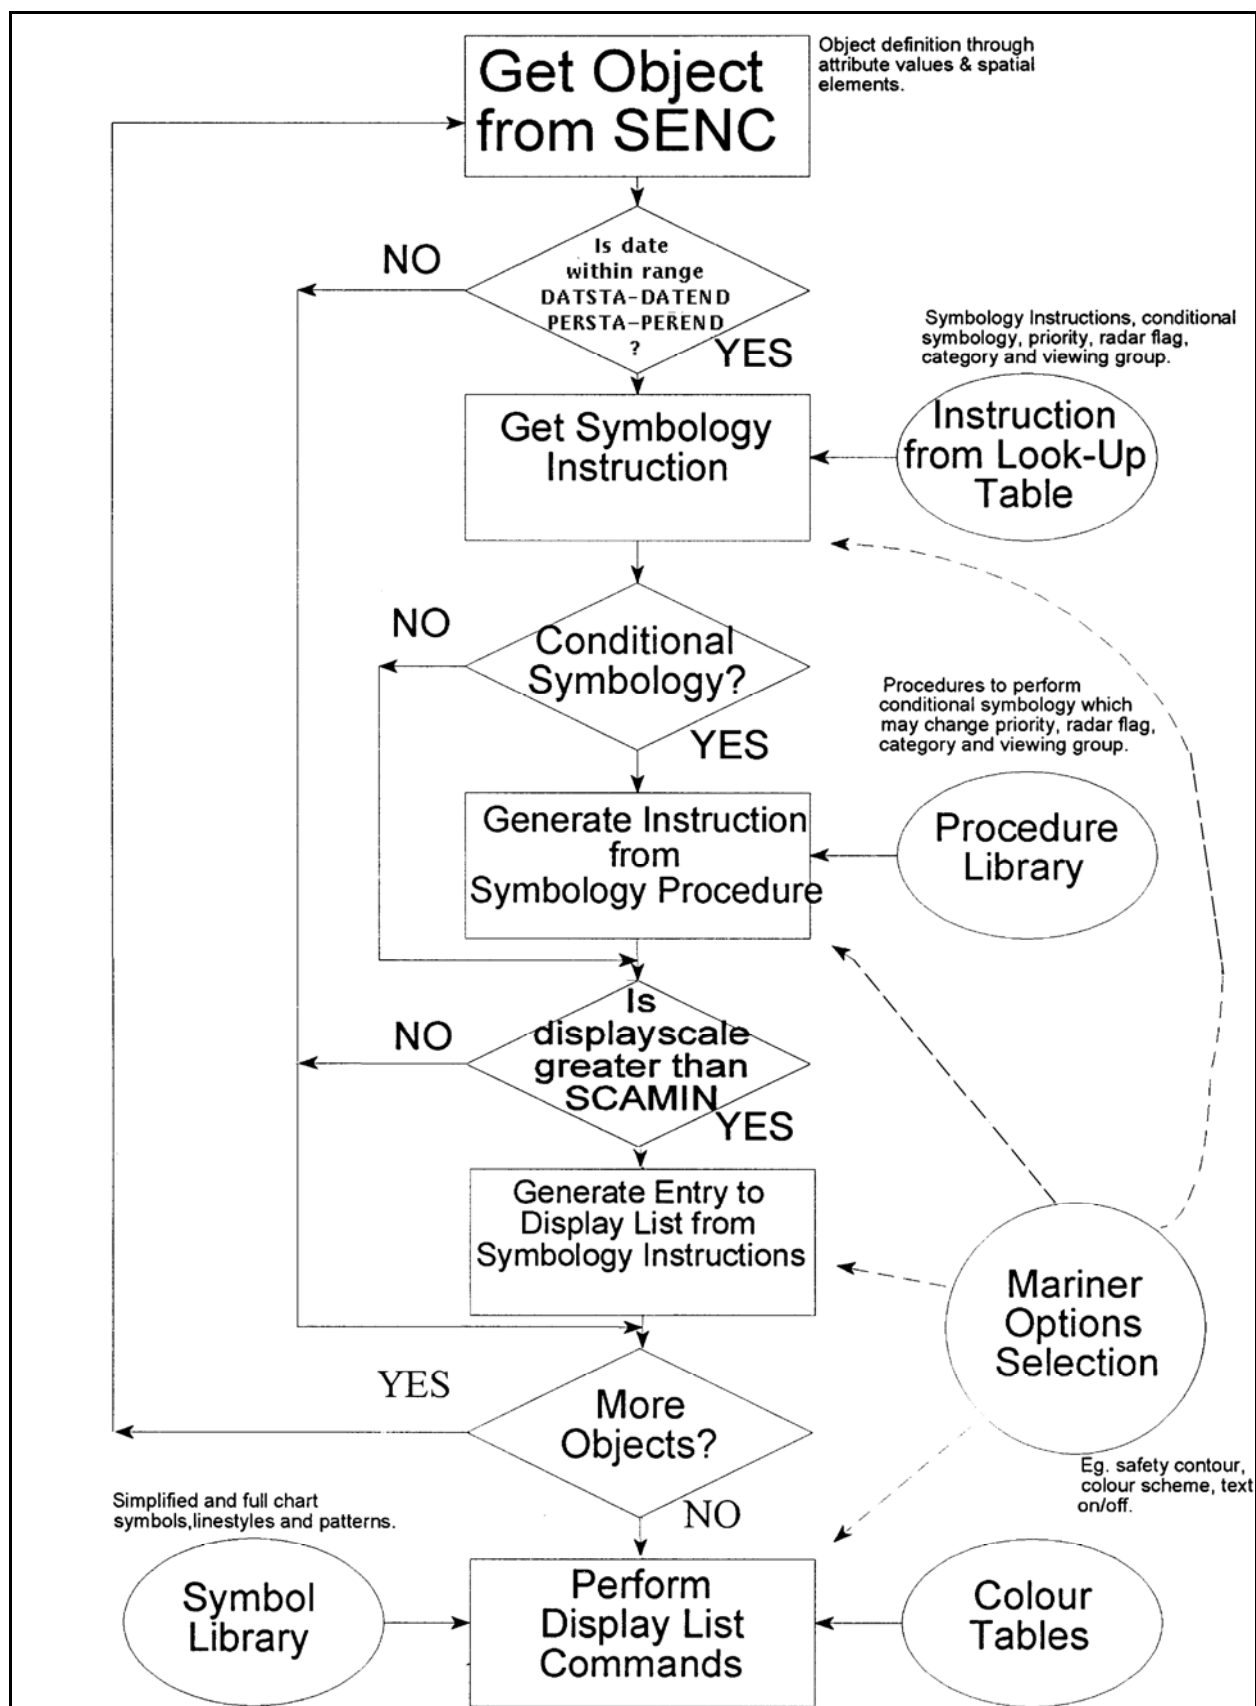 Get Object
from SENC
Object definition through
attribute values & spatial
elements.
Is date
within range
DATSTA-DATEND
PERSTA-PEREND
?
NO
YES
Symbology Instructions, conditional
symbology, priority, radar flag,
category and viewing group.
Get Symbology
Instruction
Instruction
from Look-Up
Table
NO
Conditional
Symbology?
YES
Procedures to perform
conditional symbology which
may change priority, radar flag,
category and viewing group.
Generate Instruction
from
Symbology Procedure
Procedure
Library
NO
Is
displayscale
greater than
SCAMIN
YES
Generate Entry to
Display List from
Symbology Instructions
Mariner
Options
Selection
YES
More
Objects?
NO
Eg. safety contour,
colour scheme, text
on/off.
Simplified and full chart
symbols,linestyles and patterns.
Symbol
Library
Perform
Display List
Commands
Colour
Tables